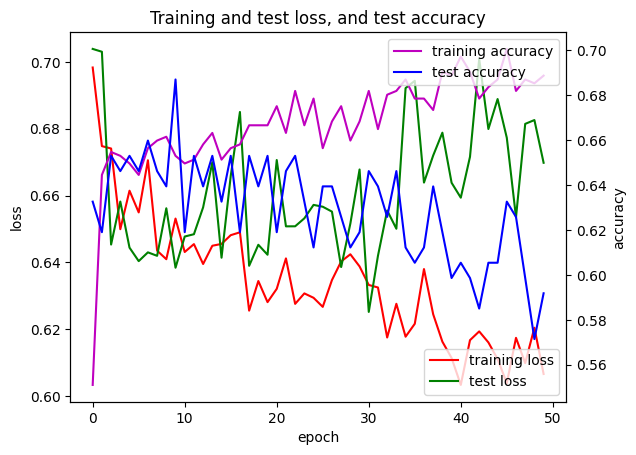 Training and test loss, and test accuracy
training accuracy
test accuracy
training loss
test loss
loss
0.70
0.68
0.66
0.64
0.62
0.60
accuracy
0.70
0.68
0.66
0.64
0.62
0.60
0.58
0.56
0
10
20
30
40
50
epoch